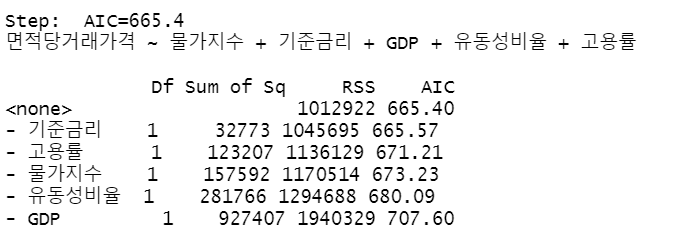 Step:  AIC=665.4
면적당거래가격 ~ 물가지수 + 기준금리 + GDP + 유동성비율 + 고용률
Df Sum of Sq     RSS    AIC
<none>                    1012922 665.40
- 기준금리    1     32773 1045695 665.57
- 고용률      1    123207 1136129 671.21
- 물가지수    1    157592 1170514 673.23
- 유동성비율  1    281766 1294688 680.09
- GDP         1    927407 1940329 707.60